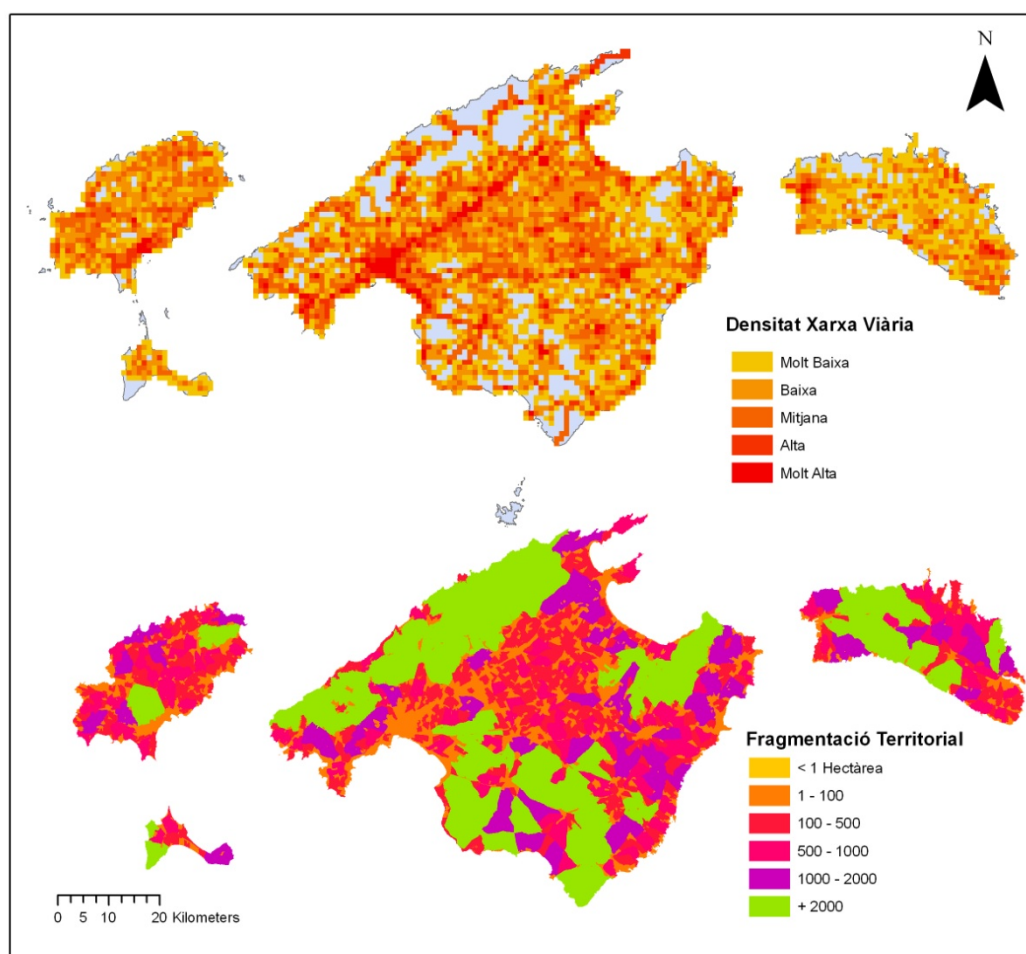 N
Densitat Xarxa Viària
Molt Baixa
Baixa
Mitjana
Alta
Molt Alta
Fragmentació Territorial
< 1 Hectàrea
1 - 100
100 - 500
500 - 1000
1000 - 2000
+ 2000
0 5 10 20 Kilometers